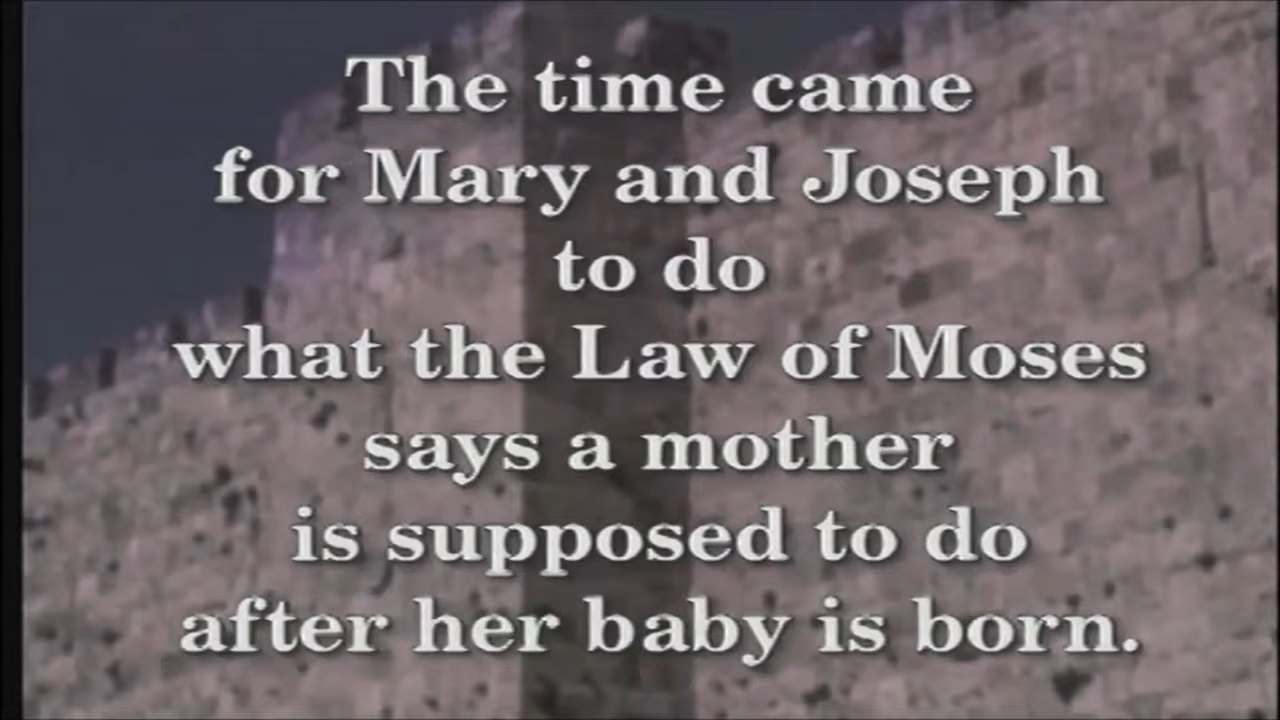 The time came
for Mary and Joseph
to do
what the Law of Moses
says a mother
is supposed to do
after her baby is born.